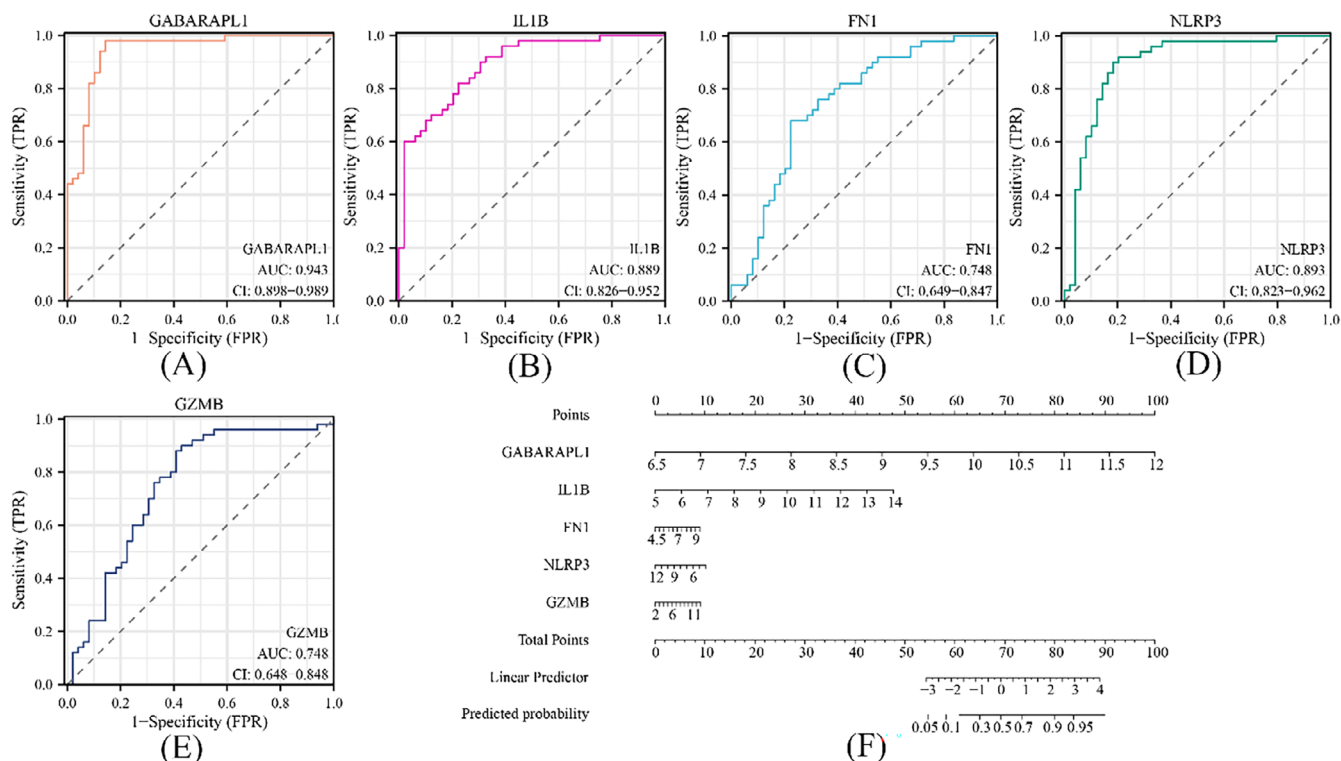 GABARAPL1
IL1B
FN1
NLRP3
Sensitivity (TPR)
1.0
0.8
0.6
0.4
0.2
0.0
GABARAPL1
AUC: 0.943
CI: 0.898–0.989
0.0 0.2 0.4 0.6 0.8 1.0
1 Specificity (FPR)
(A)
Sensitivity (TPR)
1.0
0.8
0.6
0.4
0.2
0.0
IL1B
AUC: 0.889
CI: 0.826–0.952
0.0 0.2 0.4 0.6 0.8 1.0
1 Specificity (FPR)
(B)
Sensitivity (TPR)
1.0
0.8
0.6
0.4
0.2
0.0
FN1
AUC: 0.748
CI: 0,649–0.847
0.0 0.2 0.4 0.6 0.8 1.0
1–Specificity (FPR)
(C)
Sensitivity (TPR)
1.0
0.8
0.6
0.4
0.2
0.0
NLRP3
AUC: 0.893
CI: 0,823–0.962
0.0 0.2 0.4 0.6 0.8 1.0
1–Specificity (FPR)
(D)
GZMB
Sensitivity (TPR)
1.0
0.8
0.6
0.4
0.2
0.0
GZMB
AUC: 0.748
CI: 0.648–0.848
0.0 0.2 0.4 0.6 0.8 1.0
1–Specificity (FPR)
(E)
Points 0 10 20 30 40 50 60 70 80 90 100
GABARAPL1 6.5 7 7.5 8 8.5 9 9.5 10 10.5 11 11.5 12
IL1B 5 6 7 8 9 10 11 12 13 14
FN1 4.5 7 9
NLRP3 12 9 6
GZMB 2 6 11
Total Points 0 10 20 30 40 50 60 70 80 90 100
Linear Predictor −3 −2 −1 0 1 2 3 4
Predicted probability 0.05 0.1 0.3 0.5 0.7 0.9 0.95
(F)